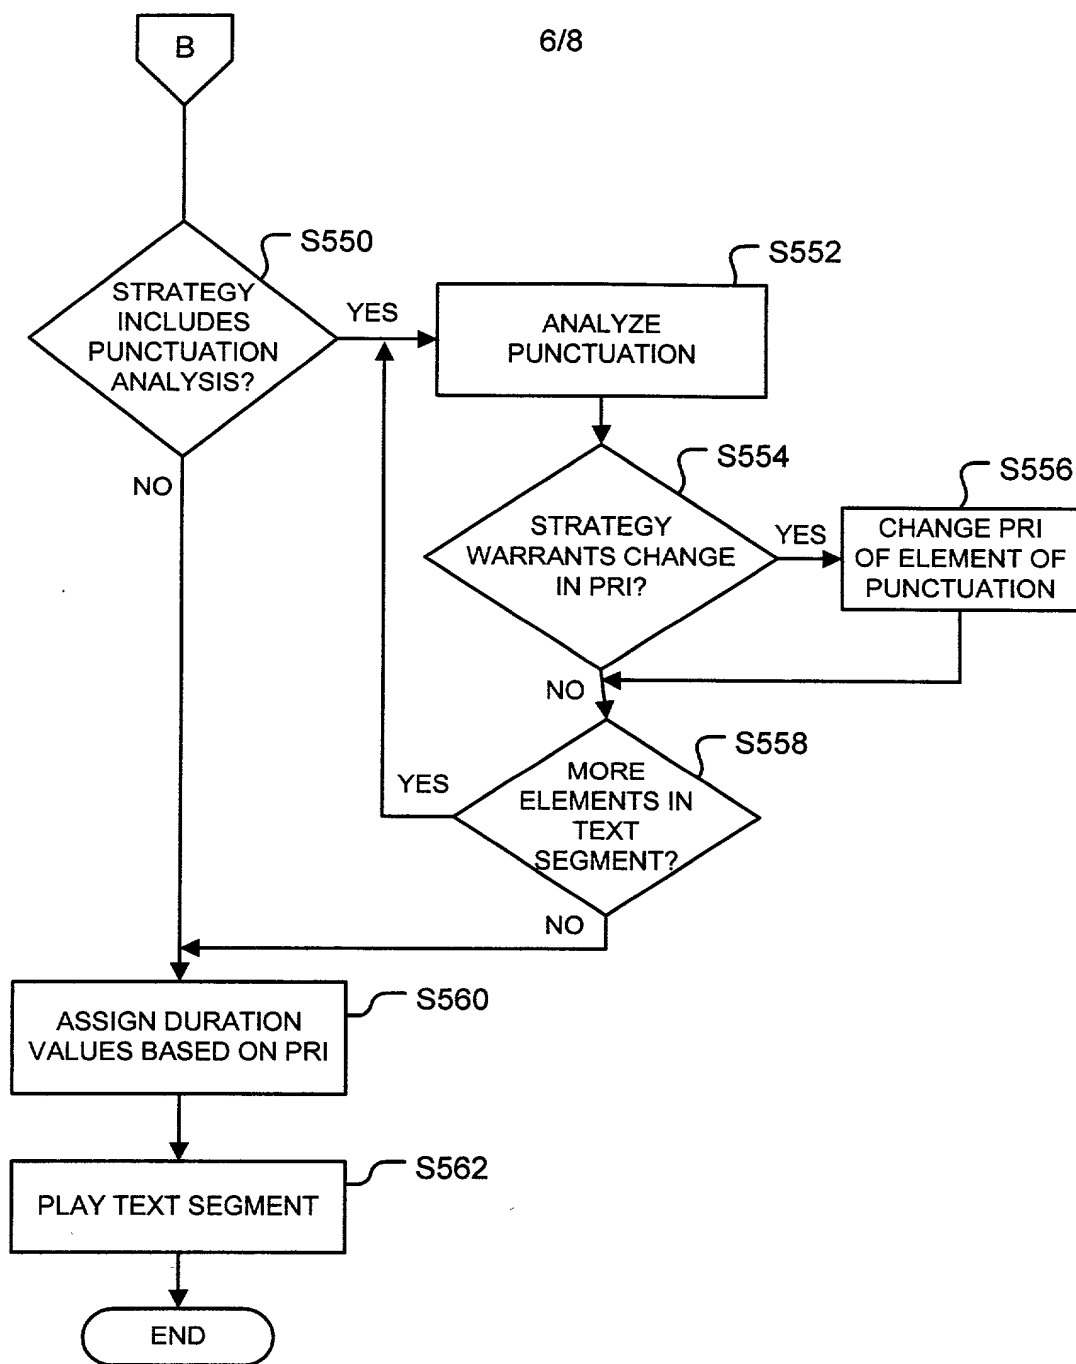 6/8
B
S550
STRATEGY
INCLUDES
PUNCTUATION
ANALYSIS?
YES
NO
S552
ANALYZE
PUNCTUATION
S554
STRATEGY
WARRANTS CHANGE
IN PRI?
YES
NO
S556
CHANGE PRI
OF ELEMENT OF
PUNCTUATION
S558
MORE
ELEMENTS IN
TEXT
SEGMENT?
YES
NO
S560
ASSIGN DURATION
VALUES BASED ON PRI
S562
PLAY TEXT SEGMENT
END